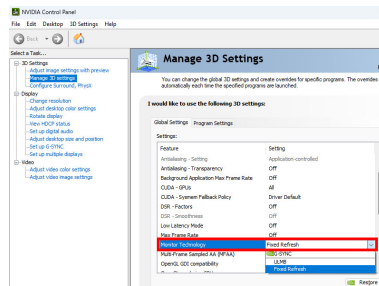 NVIDIA Control Panel
File Edit Desktop 3D Settings Help
Back
Select a Task...
3D Settings
Adjust image settings with preview
Manage 3D settings
Configure Surround, PhysX
Display
Change resolution
Adjust desktop color settings
Rotate display
View HDCP status
Set up digital audio
Adjust desktop size and position
Set up G-SYNC
Set up multiple displays
Video
Adjust video color settings
Adjust video image settings
Manage 3D Settings
You can change the global 3D settings and create overrides for specific programs. The overrides
automatically each time the specified programs are launched.
I would like to use the following 3D settings:
Global Settings Program Settings
Settings:
Feature Setting
Antialiasing - Setting Application-controlled
Antialiasing - Transparency Off
Background Application Max Frame Rate Off
CUDA - GPUs All
CUDA - Sysmem Fallback Policy Driver Default
DSR - Factors Off
DSR - Smoothness Off
Low Latency Mode Off
Max Frame Rate Off
Monitor Technology Fixed Refresh
Multi-Frame Sampled AA (MFAA) G-SYNC
OpenGL GDI compatibility ULMB
Fixed Refresh
Restore